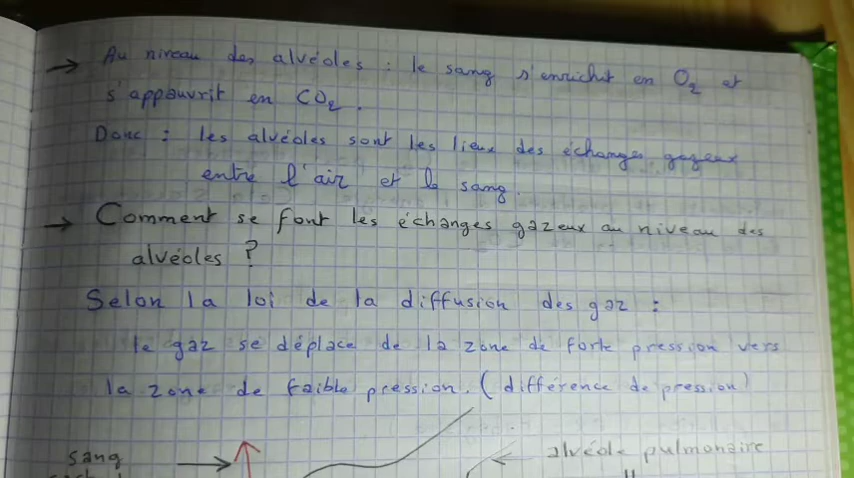 → Au niveau des alvéoles : le sang s'enrichit en O₂ et
s'appauvrit en CO₂.
Donc : les alvéoles sont les lieux des échanges gazeux
entre l'air et le sang.
→ Comment se font les échanges gazeux au niveau des
alvéoles ?
Selon la loi de la diffusion des gaz :
le gaz se déplace de la zone de forte pression vers
la zone de faible pression. (différence de pression)
sang → ← alvéole pulmonaire